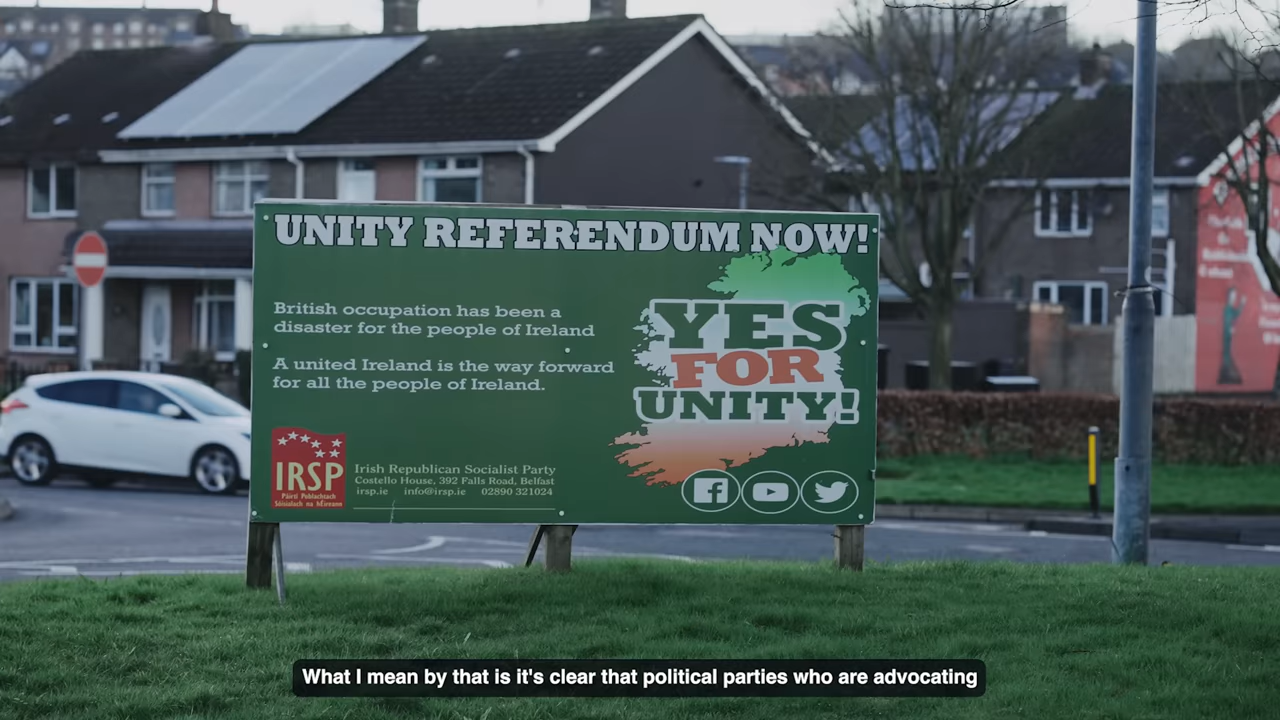 UNITY REFERENDUM NOW!
British occupation has been a
disaster for the people of Ireland
A united Ireland is the way forward
for all the people of Ireland.
YES
FOR
UNITY!
IRSP
Páirtí Poblachtach
Sóisialach na hÉireann
Irish Republican Socialist Party
Costello House, 392 Falls Road, Belfast
irsp.ie info@irsp.ie 02890 321024
What I mean by that is it's clear that political parties who are advocating